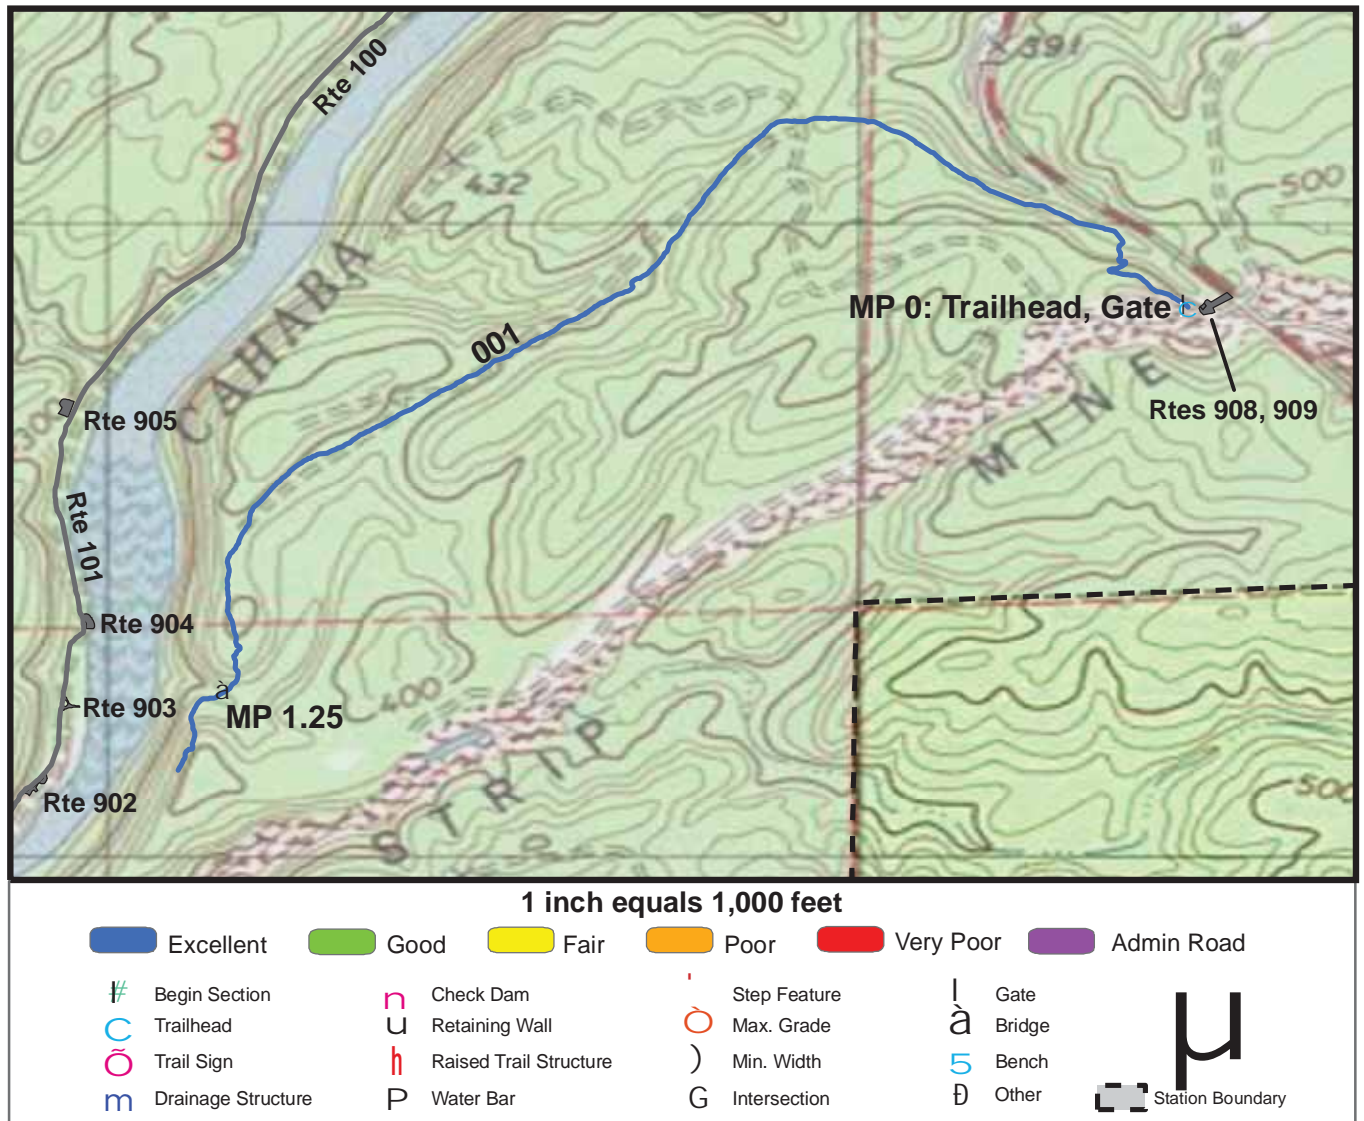 Rte 100
391
3
432
500
CAHABA
MP 0: Trailhead, Gate
001
MINE
Rtes 908, 909
300
Rte 905
Rte 101
Rte 904
400
Rte 903
à
MP 1.25
STRIP
500
Rte 902
1 inch equals 1,000 feet
Excellent Good Fair Poor Very Poor Admin Road
# Begin Section n Check Dam ' Step Feature l Gate
C Trailhead u Retaining Wall Ò Max. Grade à Bridge
Õ Trail Sign h Raised Trail Structure ) Min. Width 5 Bench
m Drainage Structure P Water Bar G Intersection Ð Other Station Boundary
µ